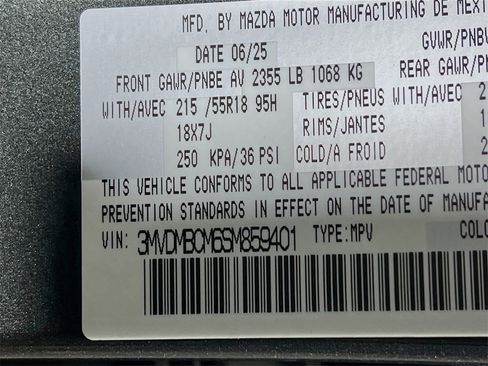 MFD. BY MAZDA MOTOR MANUFACTURING DE MEXI
DATE 06/25 GVWR/PNBV
FRONT GAWR/PNBE AV 2355 LB 1068 KG REAR GAWR/P
WITH/AVEC 215 /55R18 95H TIRES/PNEUS WITH/AVEC 2
18X7J RIMS/JANTES 1
250 KPA/36 PSI COLD/A FROID 2
THIS VEHICLE CONFORMS TO ALL APPLICABLE FEDERAL MOTO
PREVENTION STANDARDS IN EFFECT ON THE DATE OF MANUFA
VIN: 3MVDMBCM6SM859401 TYPE:MPV COLO